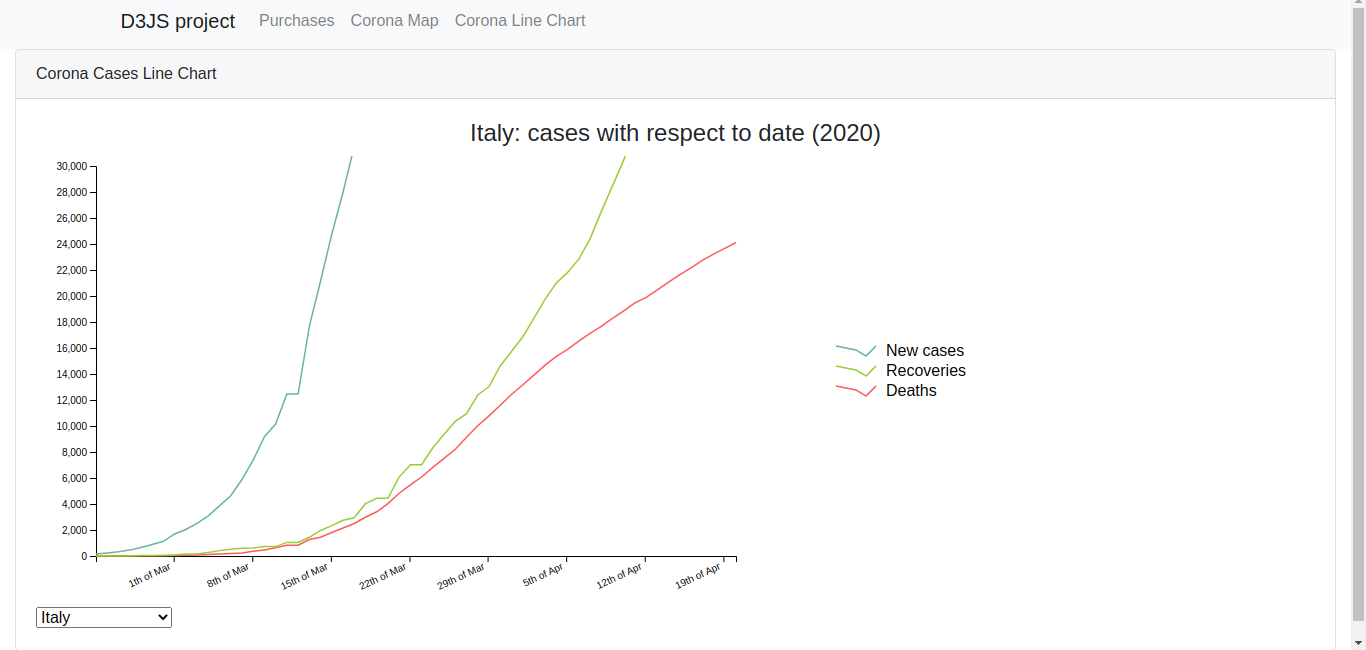 D3JS project Purchases Corona Map Corona Line Chart
Corona Cases Line Chart
Italy: cases with respect to date (2020)
30,000
28,000
26,000
24,000
22,000
20,000
18,000
16,000
14,000
12,000
10,000
8,000
6,000
4,000
2,000
0
1th of Mar
8th of Mar
15th of Mar
22th of Mar
29th of Mar
5th of Apr
12th of Apr
19th of Apr
New cases
Recoveries
Deaths
Italy